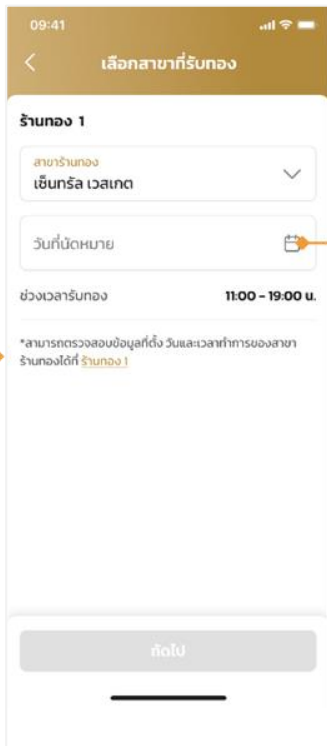 09:41
เลือกสาขาที่รับทอง
ร้านทอง 1
สาขาร้านทอง
เซ็นทรัล เวสเกต
วันที่นัดหมาย
ช่วงเวลารับทอง 11:00 - 19:00 น.
*สามารถตรวจสอบข้อมูลที่ตั้ง วันและเวลาทำการของสาขา
ร้านทองได้ที่ ร้านทอง 1
ถัดไป